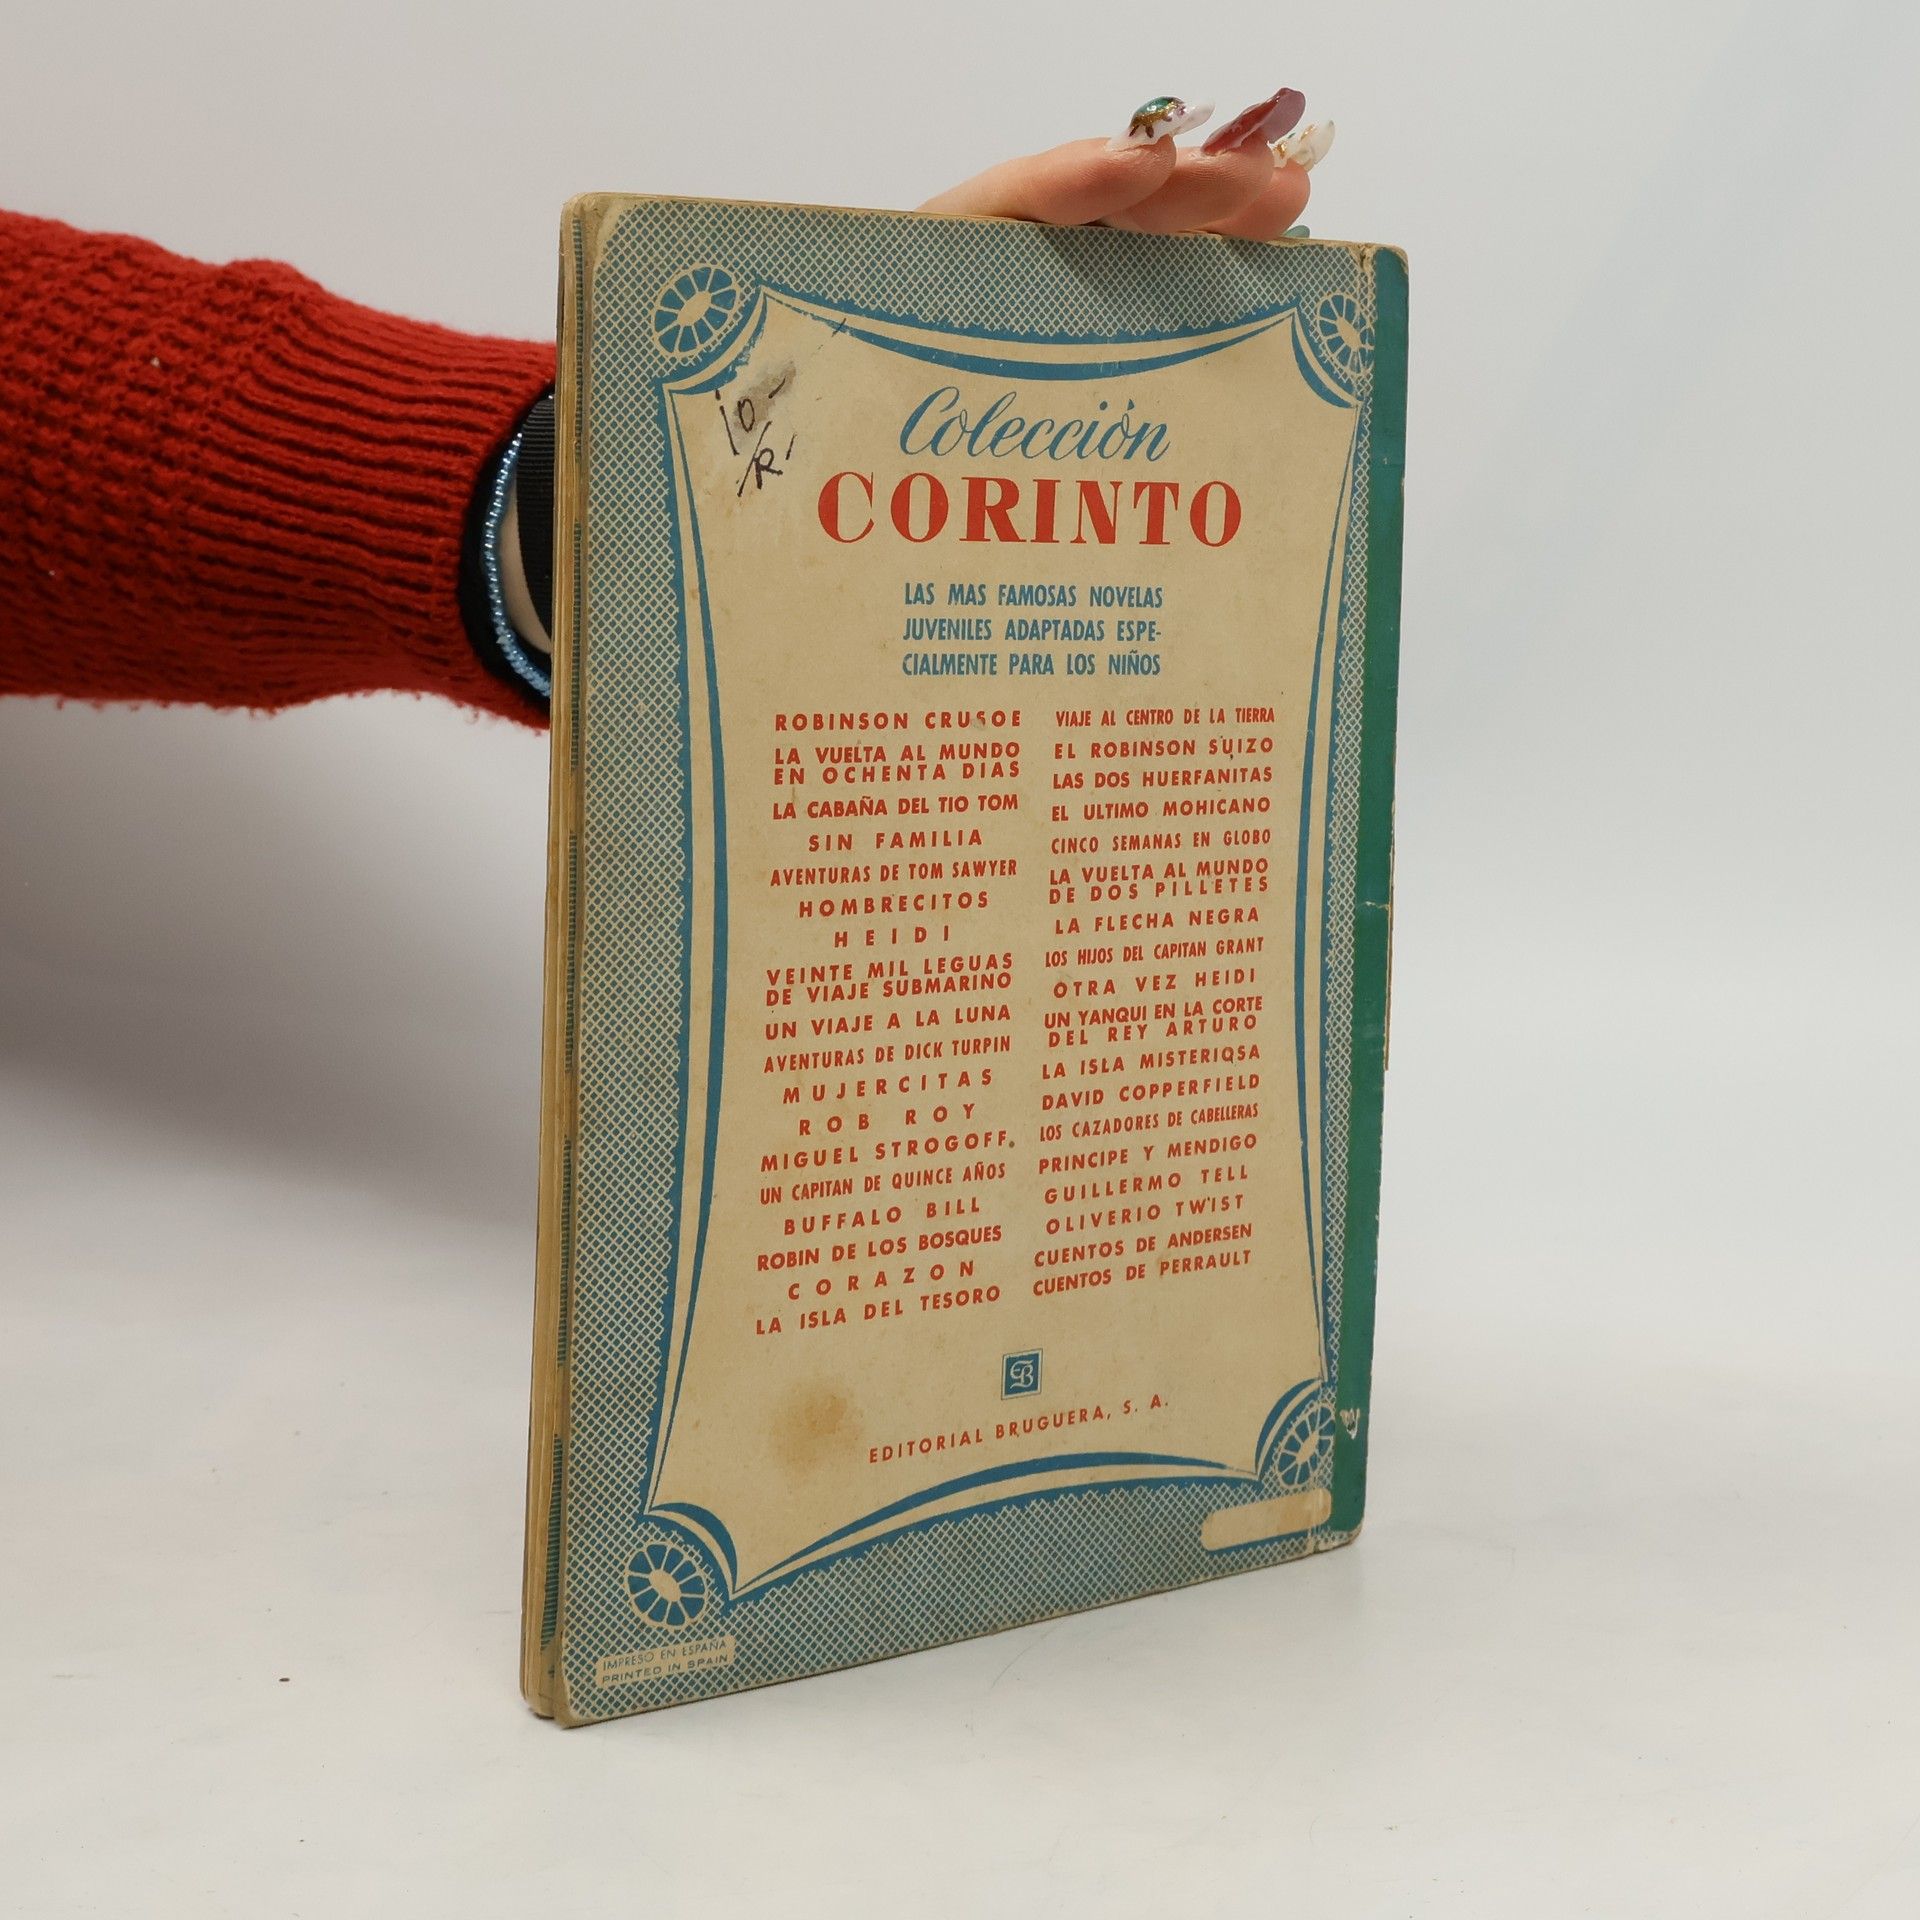 10-
/R.
Colección
CORINTO
LAS MAS FAMOSAS NOVELAS
JUVENILES ADAPTADAS ESPE-
CIALMENTE PARA LOS NIÑOS
ROBINSON CRUSOE
LA VUELTA AL MUNDO
EN OCHENTA DIAS
LA CABAÑA DEL TIO TOM
SIN FAMILIA
AVENTURAS DE TOM SAWYER
HOMBRECITOS
HEIDI
VEINTE MIL LEGUAS
DE VIAJE SUBMARINO
UN VIAJE A LA LUNA
AVENTURAS DE DICK TURPIN
MUJERCITAS
ROB ROY
MIGUEL STROGOFF
UN CAPITAN DE QUINCE AÑOS
BUFFALO BILL
ROBIN DE LOS BOSQUES
CORAZON
LA ISLA DEL TESORO
VIAJE AL CENTRO DE LA TIERRA
EL ROBINSON SUIZO
LAS DOS HUERFANITAS
EL ULTIMO MOHICANO
CINCO SEMANAS EN GLOBO
LA VUELTA AL MUNDO
DE DOS PILLETES
LA FLECHA NEGRA
LOS HIJOS DEL CAPITAN GRANT
OTRA VEZ HEIDI
UN YANQUI EN LA CORTE
DEL REY ARTURO
LA ISLA MISTERIOSA
DAVID COPPERFIELD
LOS CAZADORES DE CABELLERAS
PRINCIPE Y MENDIGO
GUILLERMO TELL
OLIVERIO TWIST
CUENTOS DE ANDERSEN
CUENTOS DE PERRAULT
EB
EDITORIAL BRUGUERA, S. A.
IMPRESO EN ESPAÑA
PRINTED IN SPAIN